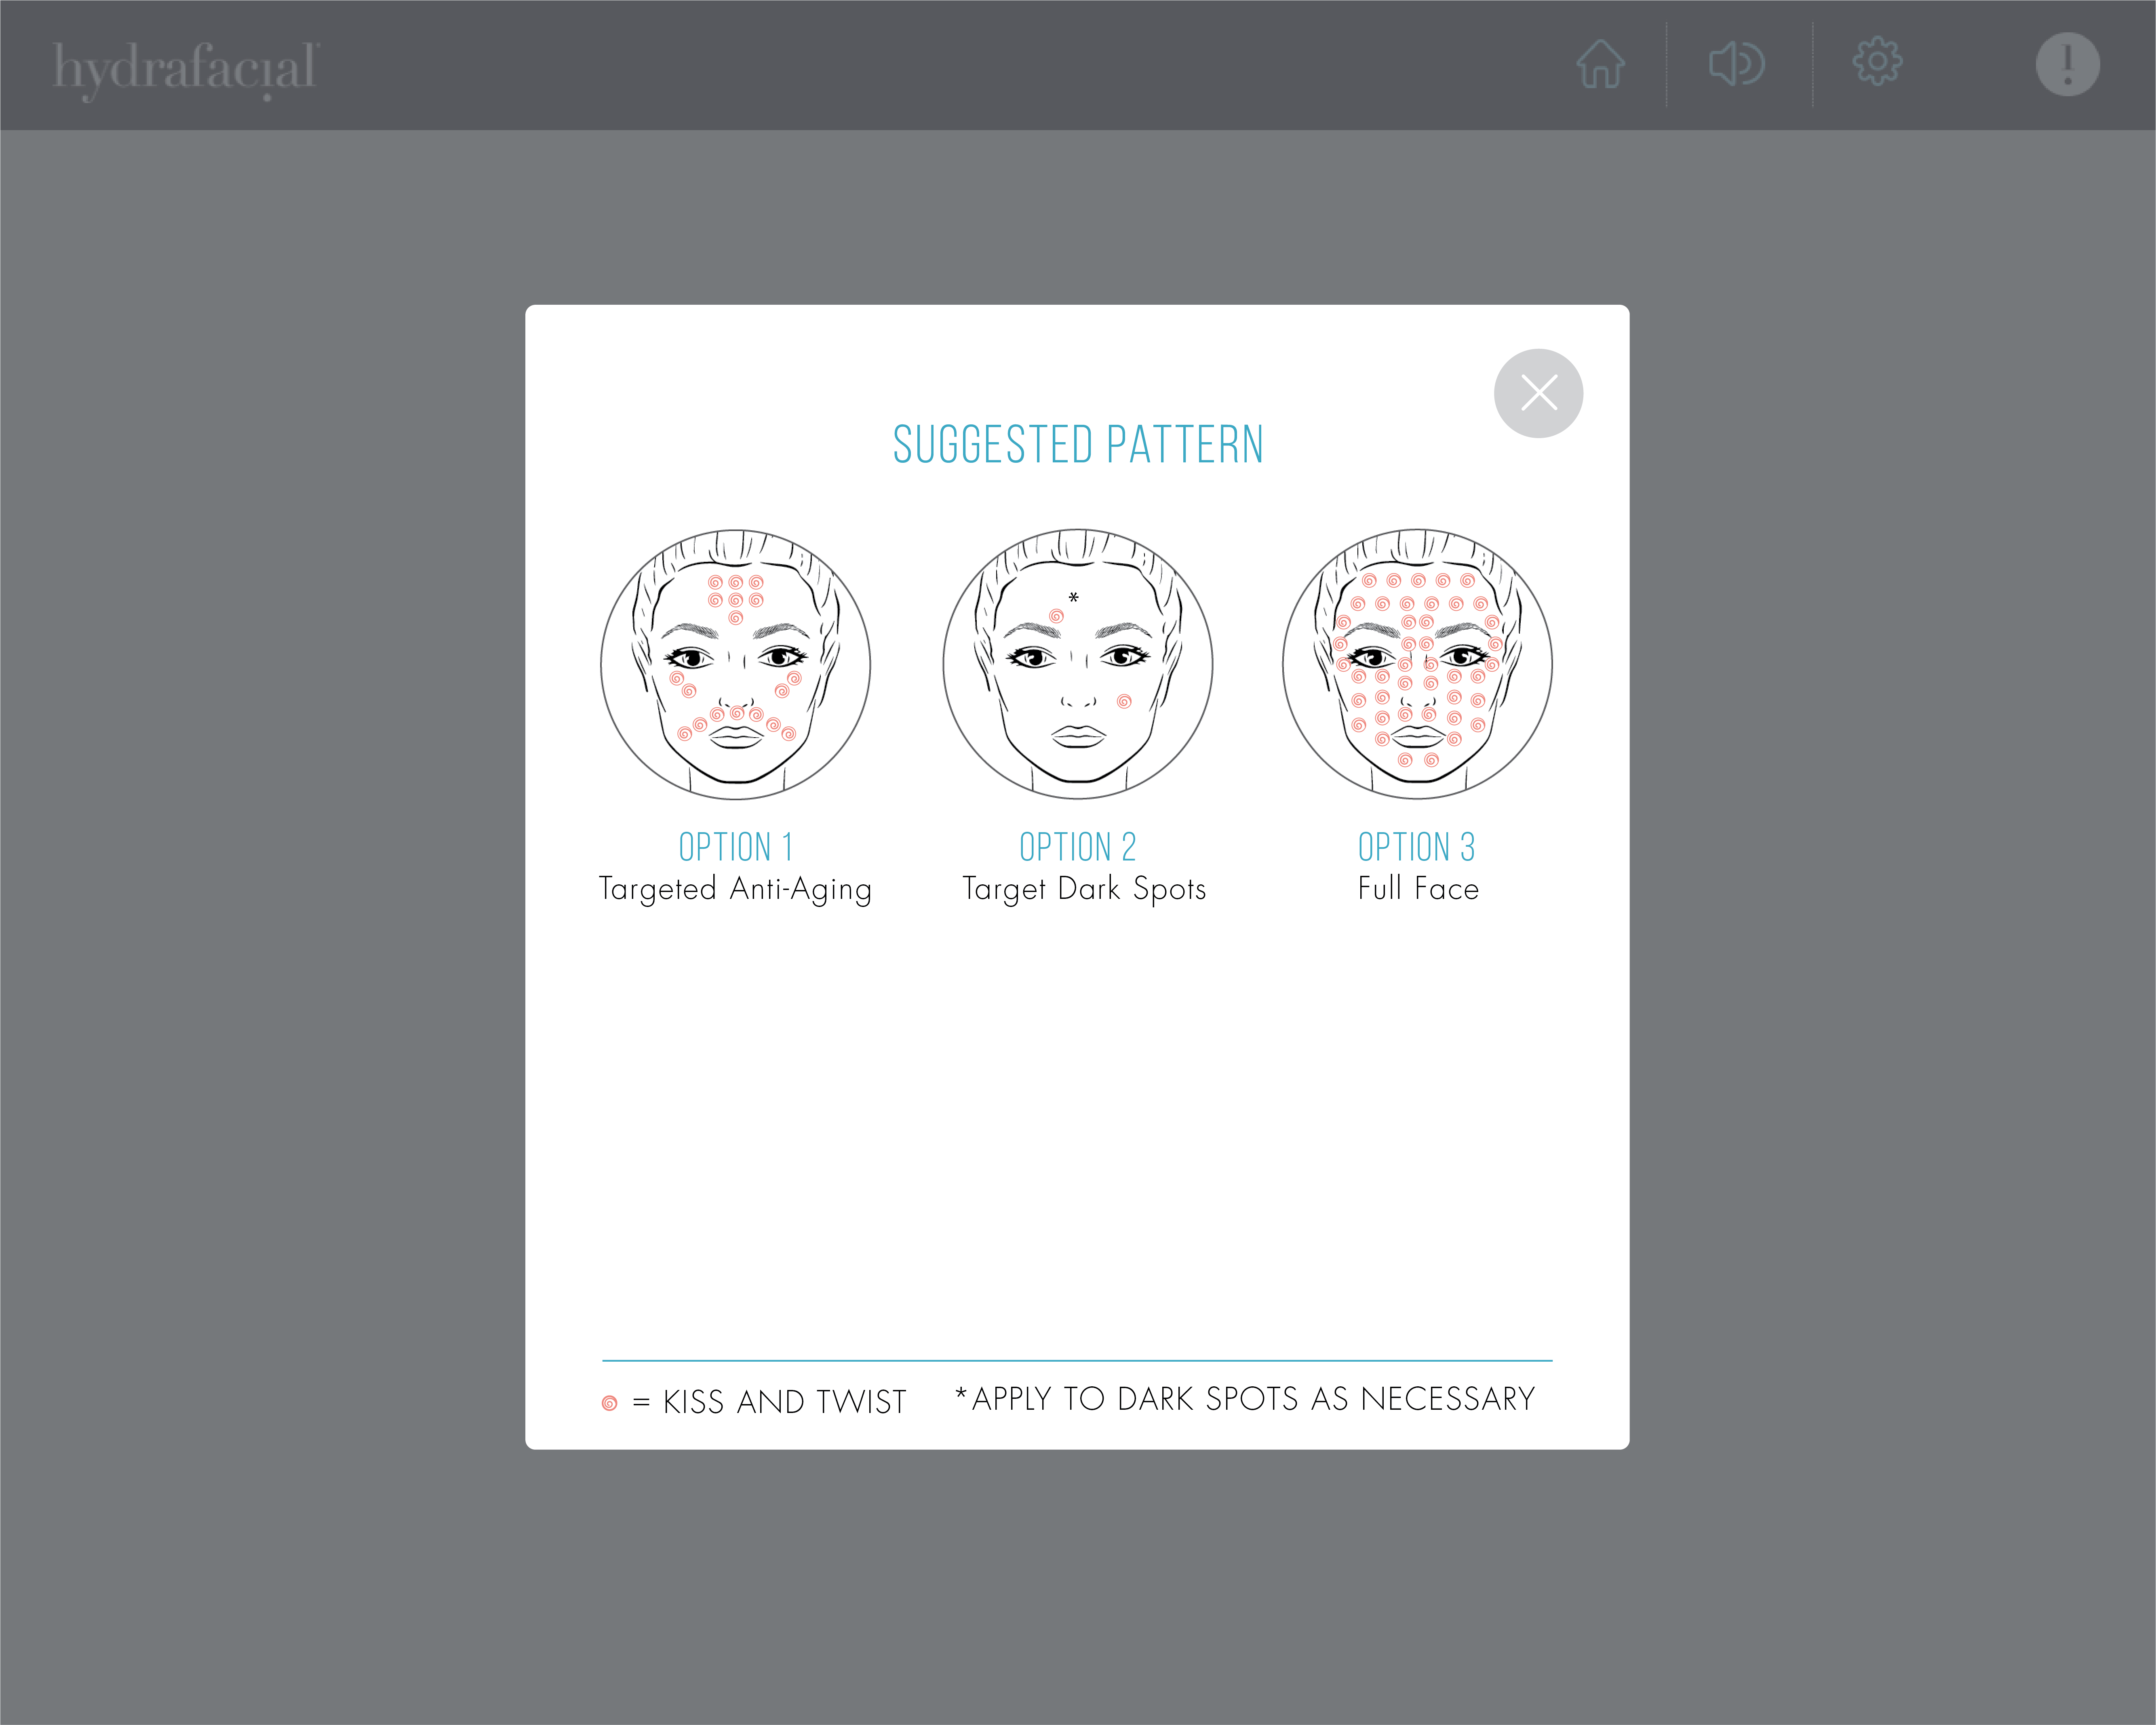 hydrafacial
SUGGESTED PATTERN
*
OPTION 1
Targeted Anti-Aging
OPTION 2
Target Dark Spots
OPTION 3
Full Face
= KISS AND TWIST
*APPLY TO DARK SPOTS AS NECESSARY